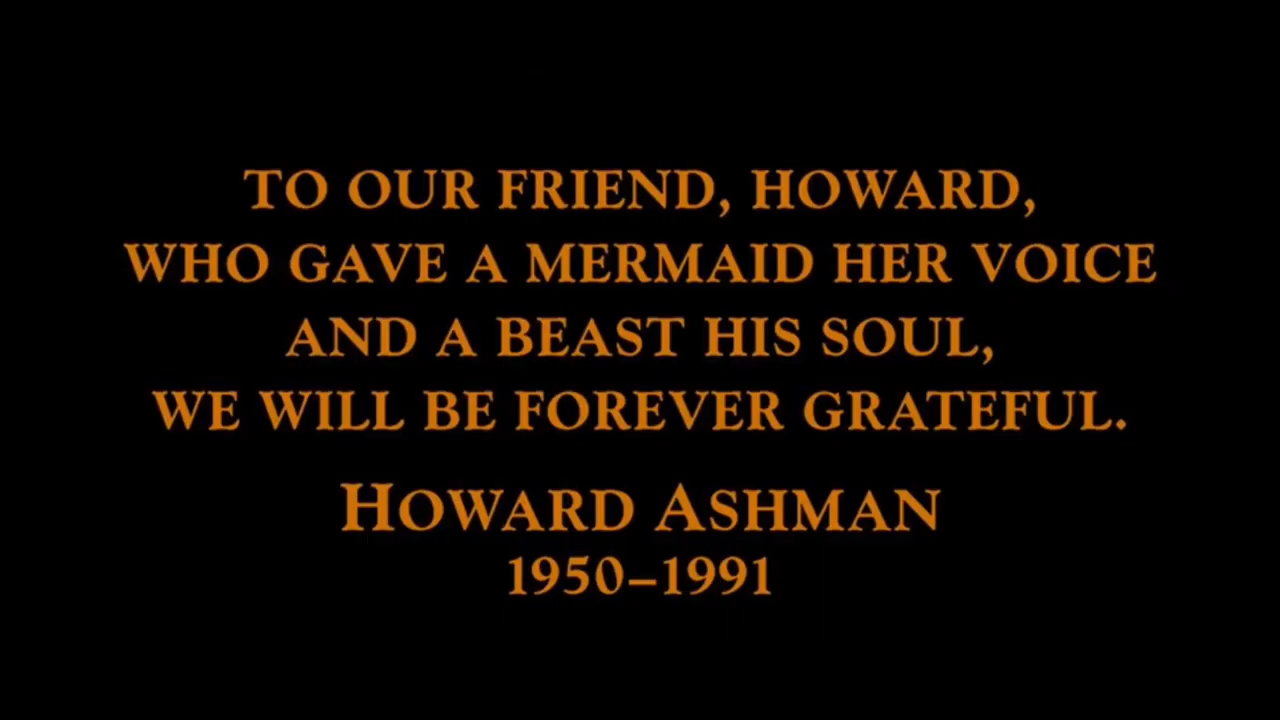 TO OUR FRIEND, HOWARD,
WHO GAVE A MERMAID HER VOICE
AND A BEAST HIS SOUL,
WE WILL BE FOREVER GRATEFUL.
HOWARD ASHMAN
1950–1991